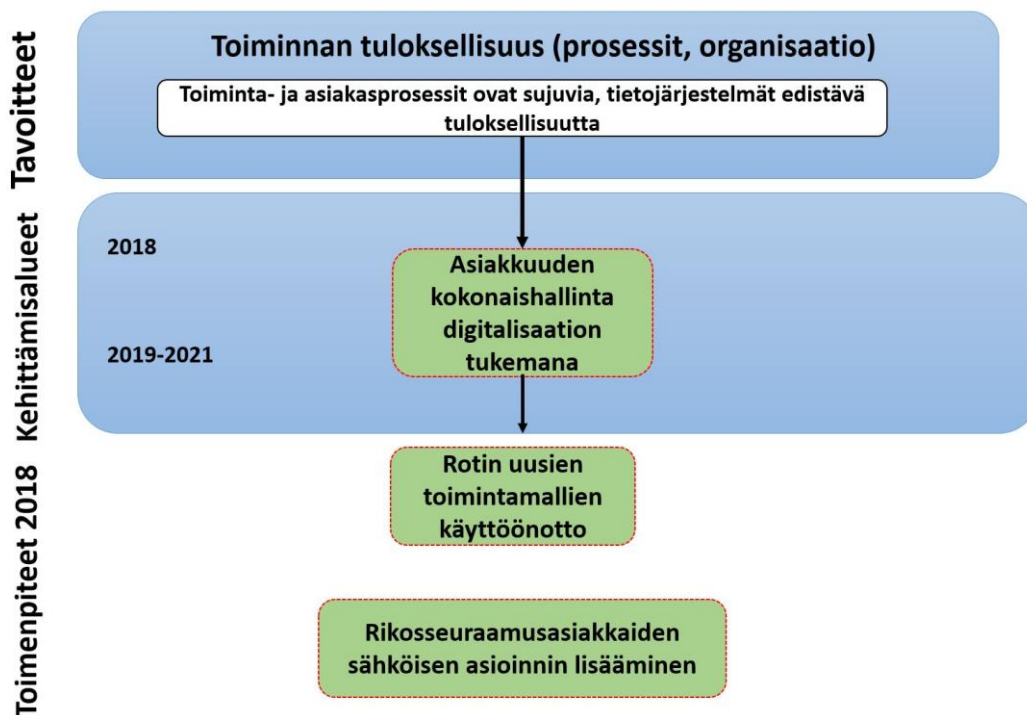 Tavoitteet
Toiminnan tuloksellisuus (prosessit, organisaatio)
Toiminta- ja asiakasprosessit ovat sujuvia, tietojärjestelmät edistävä
tuloksellisuutta
Kehittämisalueet
2018
2019-2021
Asiakkuuden
kokonaishallinta
digitalisaation
tukemana
Toimenpiteet 2018
Rotin uusien
toimintamallien
käyttöönotto
Rikosseuraamusasiakkaiden
sähköisen asioinnin lisääminen